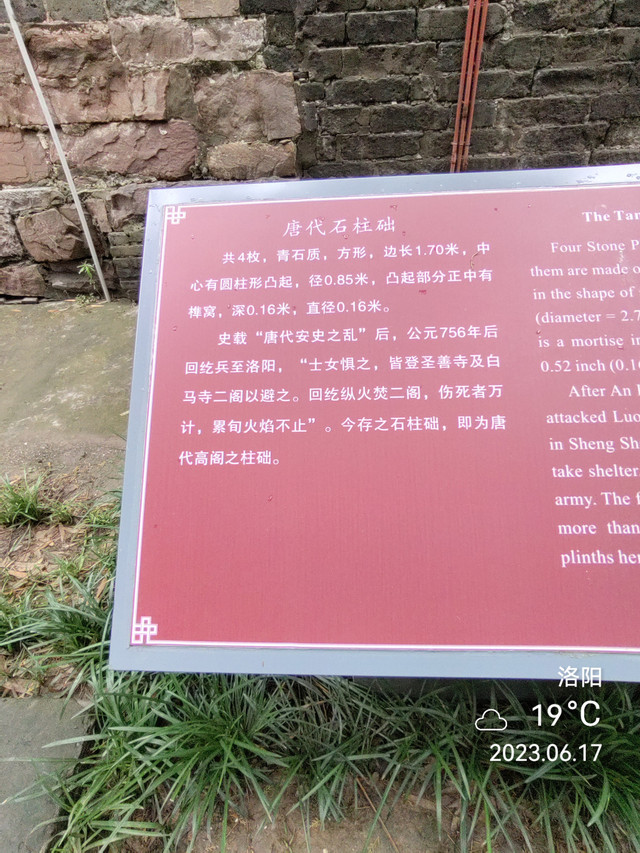 唐代石柱础
共4枚，青石质，方形，边长1.70米，中
心有圆柱形凸起，径0.85米，凸起部分正中有
榫窝，深0.16米，直径0.16米。
史载“唐代安史之乱”后，公元756年后
回纥兵至洛阳，“士女惧之，皆登圣善寺及白
马寺二阁以避之。回纥纵火焚二阁，伤死者万
计，累旬火焰不止”。今存之石柱础，即为唐
代高阁之柱础。
The Tan
Four Stone P
them are made o
in the shape of
(diameter = 2.7
is a mortise in
0.52 inch (0.16
After An
attacked Luo
in Sheng Sh
take shelter
army. The f
more than
plinths her
洛阳
19°C
2023.06.17